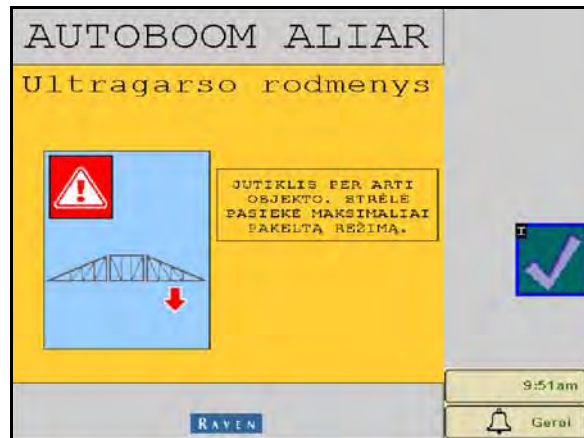 AUTOBOOM ALIAR
Ultragarso rodmenys
JUTIKLIS PER ARTI
OBJEKTO. STRĖLĖ
PASIEKĖ MAKSIMALIAI
PAKELTĄ REŽIMĄ.
I
9:51am
Gerai
RAVEN